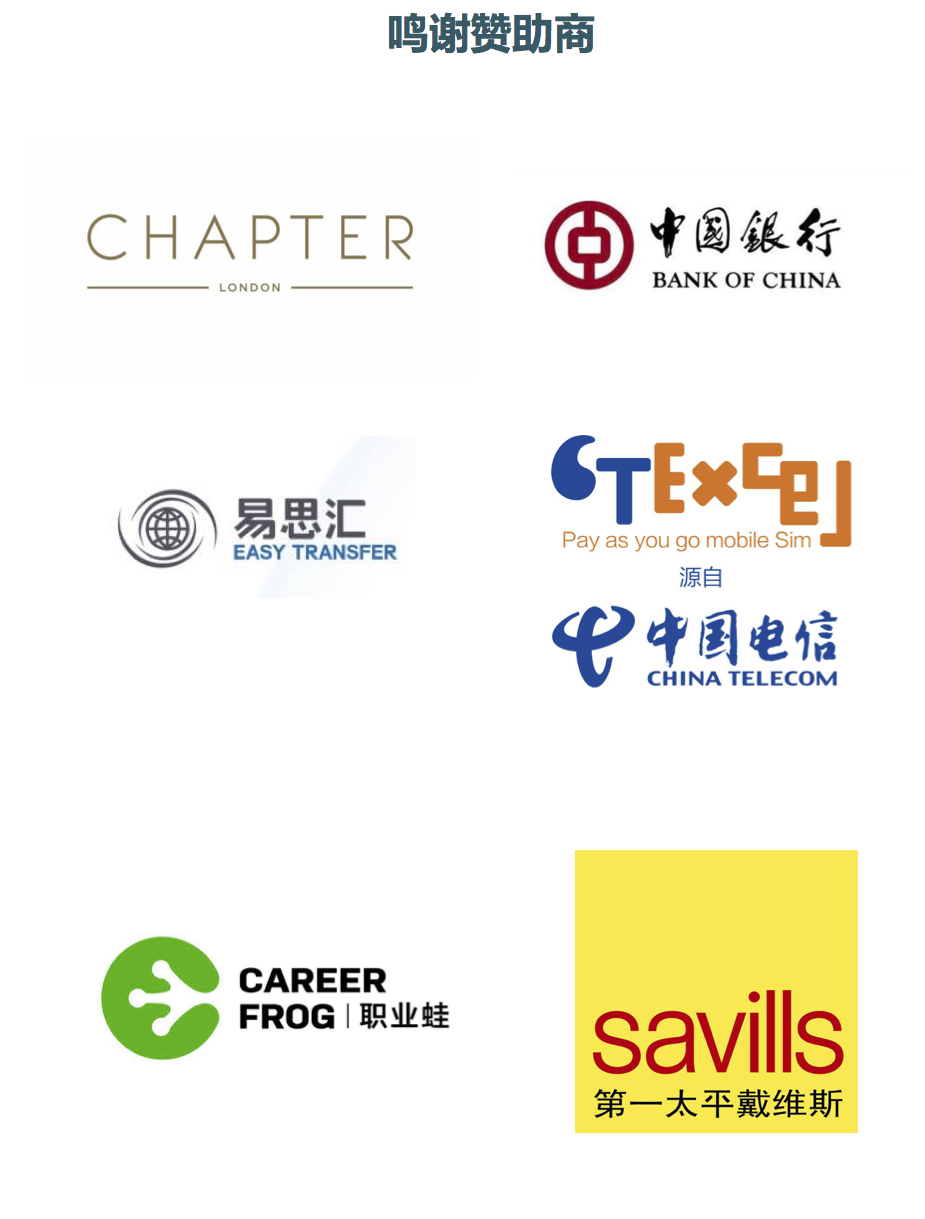 鸣谢赞助商
CHAPTER
LONDON
中國銀行
BANK OF CHINA
易思汇
EASY TRANSFER
CTExcel
Pay as you go mobile Sim
源自
中国电信
CHINA TELECOM
CAREER
FROG | 职业蛙
savills
第一太平戴维斯